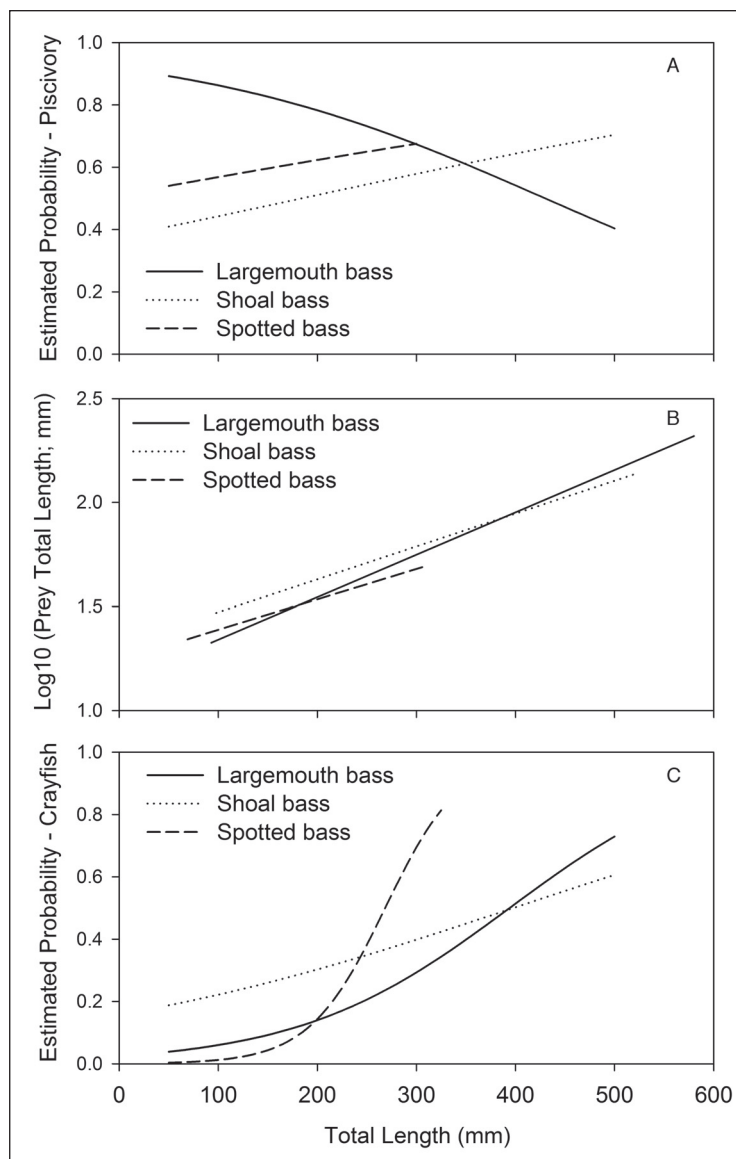 A
Estimated Probability - Piscivory
1.0
0.8
0.6
0.4
0.2
0.0
Largemouth bass
Shoal bass
Spotted bass
B
Log10 (Prey Total Length; mm)
2.5
2.0
1.5
1.0
Largemouth bass
Shoal bass
Spotted bass
C
Estimated Probability - Crayfish
1.0
0.8
0.6
0.4
0.2
0.0
Largemouth bass
Shoal bass
Spotted bass
0 100 200 300 400 500 600
Total Length (mm)